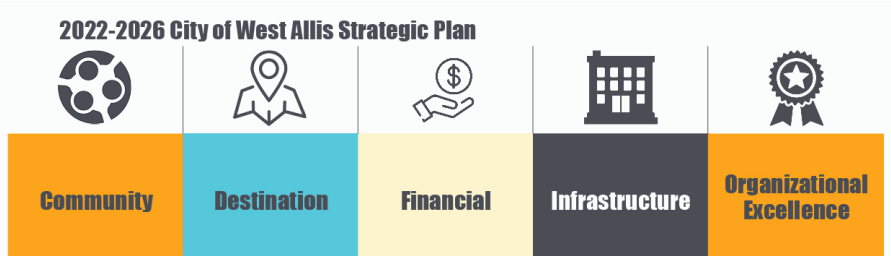 2022-2026 City of West Allis Strategic Plan
$
Community
Destination
Financial
Infrastructure
Organizational
Excellence